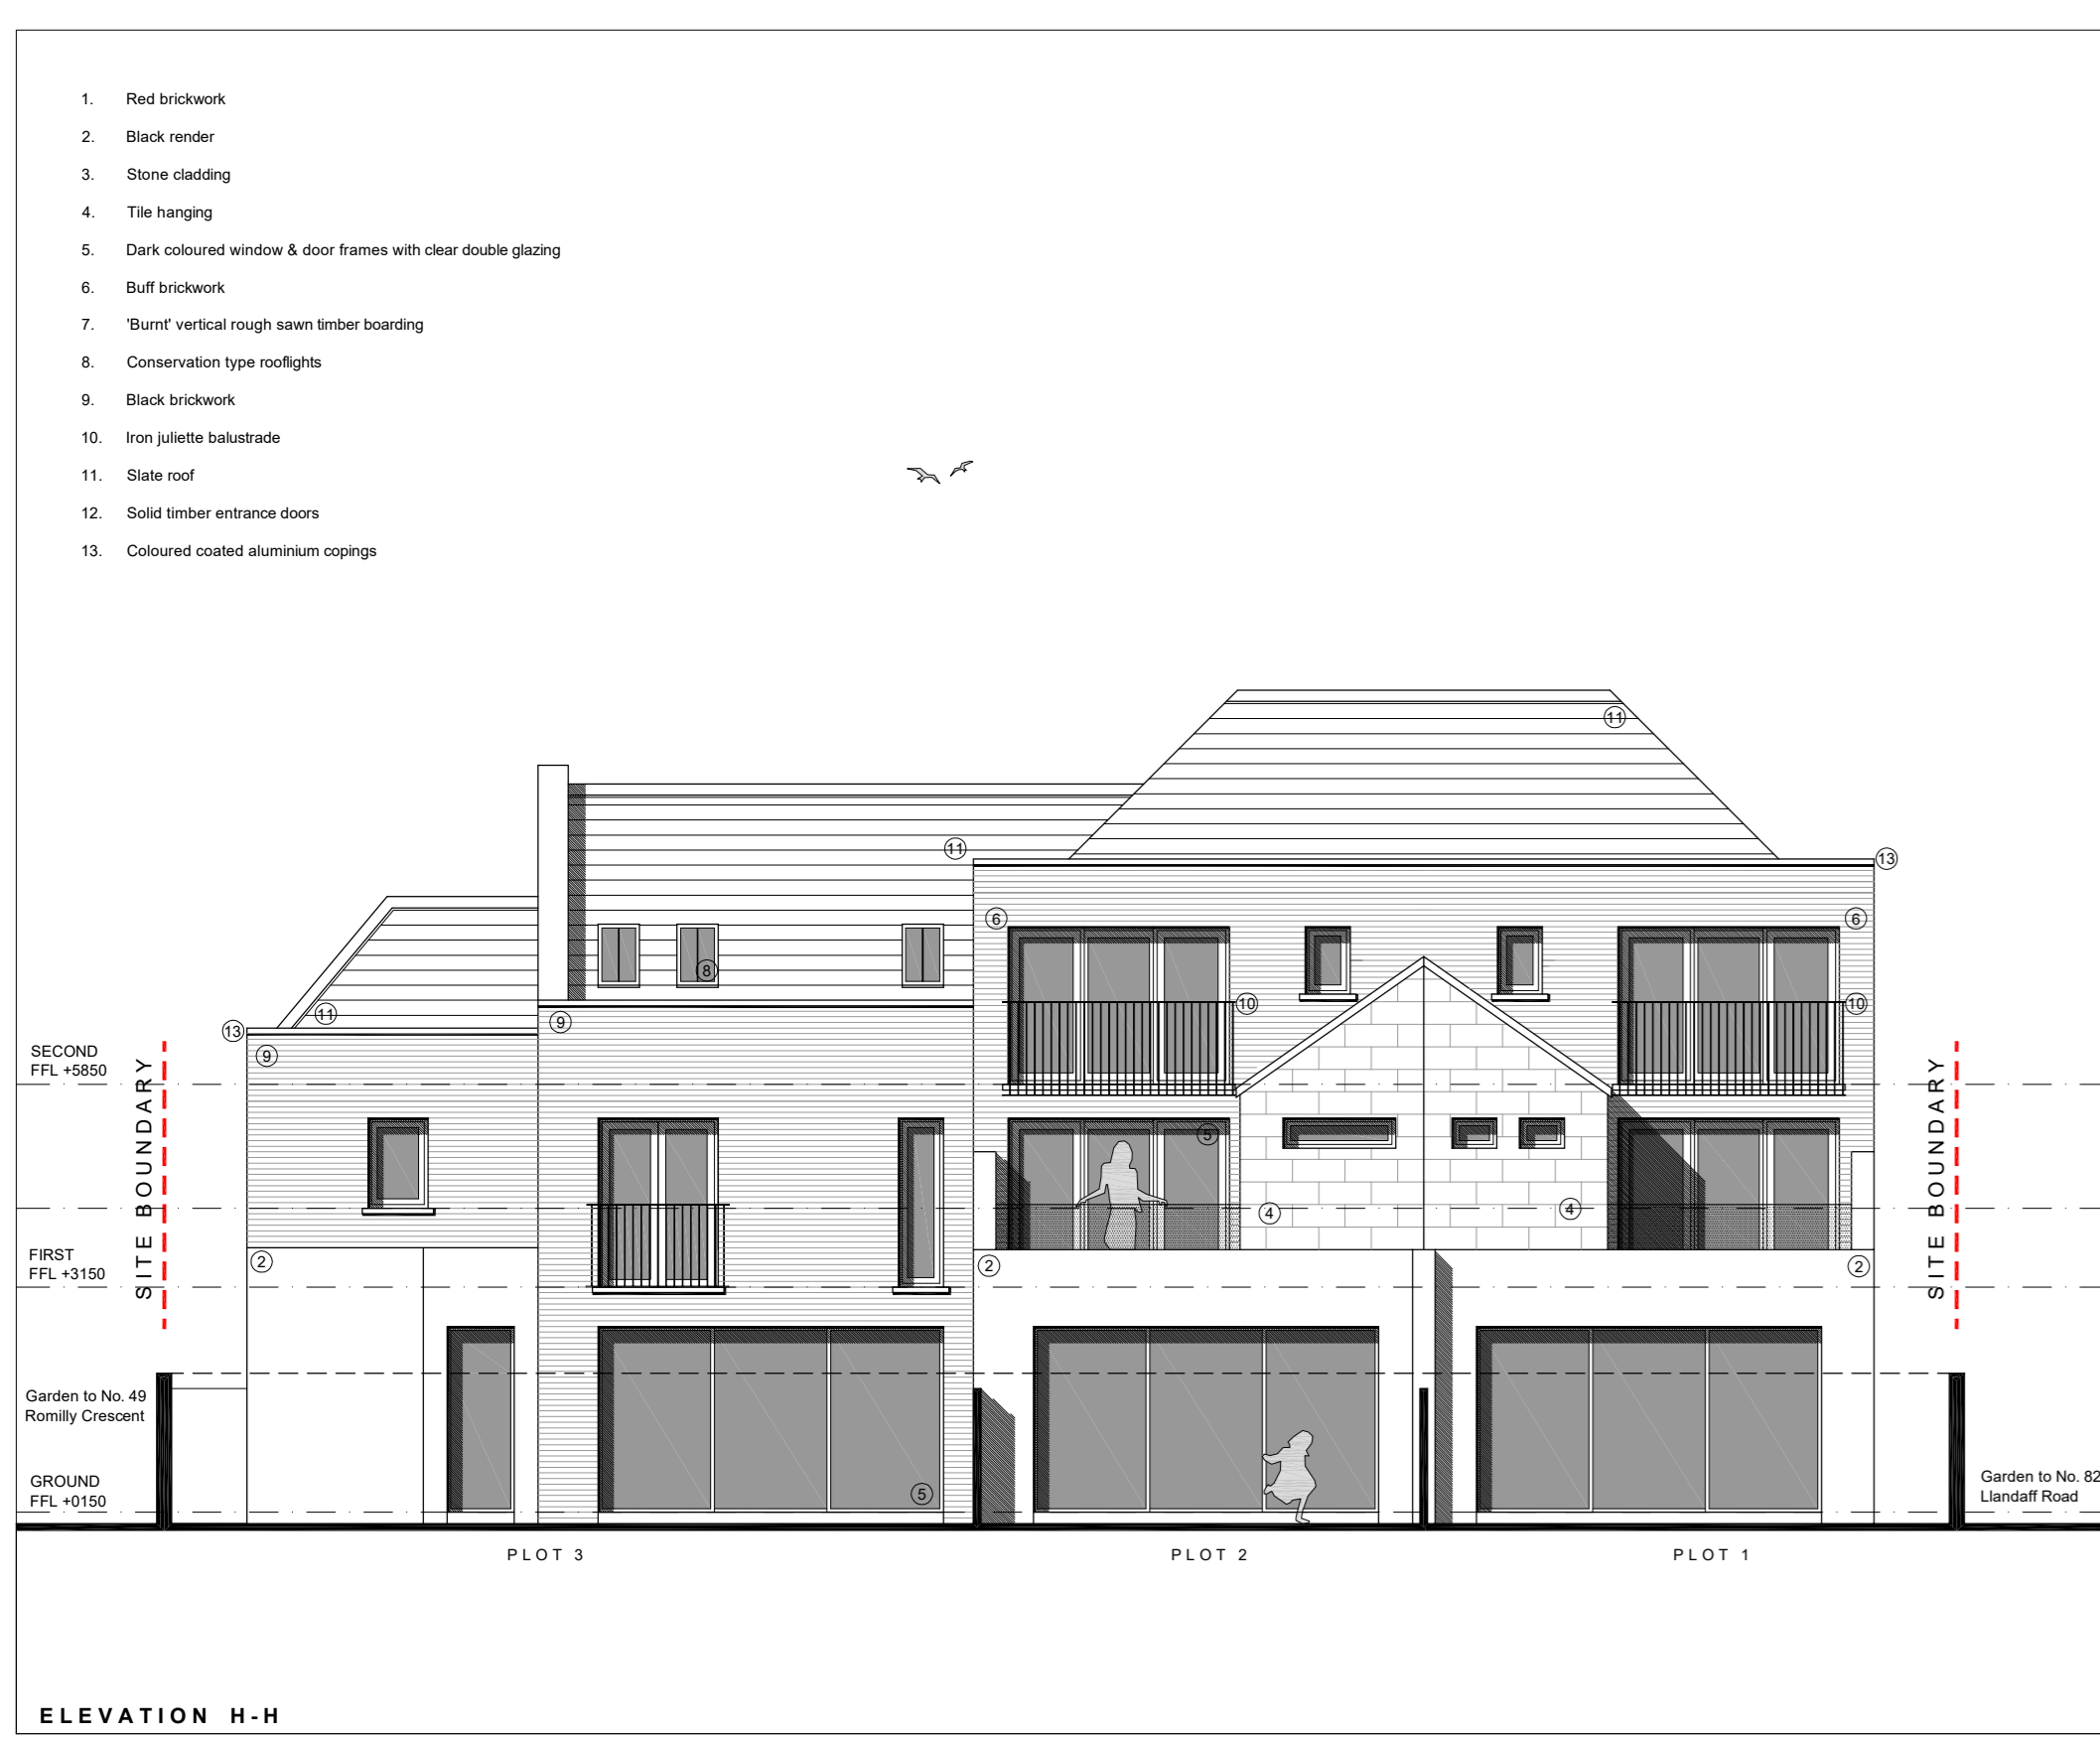 1. Red brickwork
2. Black render
3. Stone cladding
4. Tile hanging
5. Dark coloured window & door frames with clear double glazing
6. Buff brickwork
7. 'Burnt' vertical rough sawn timber boarding
8. Conservation type rooflights
9. Black brickwork
10. Iron juliette balustrade
11. Slate roof
12. Solid timber entrance doors
13. Coloured coated aluminium copings
11
11
13
6
6
8
10
10
11
9
13
9
SECOND
FFL +5850
SITE BOUNDARY
SITE BOUNDARY
5
4
4
FIRST
FFL +3150
2
2
2
Garden to No. 49
Romilly Crescent
GROUND
FFL +0150
5
Garden to No. 82
Llandaff Road
PLOT 3
PLOT 2
PLOT 1
ELEVATION H-H